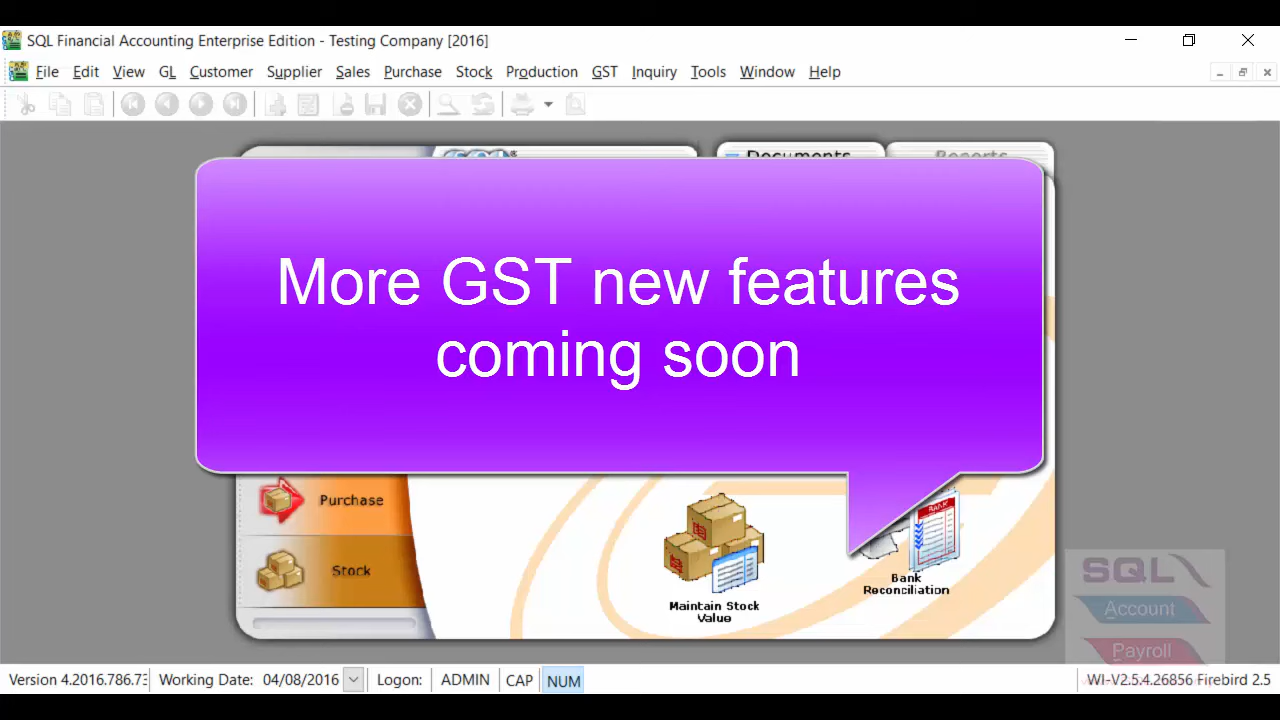 SQL Financial Accounting Enterprise Edition - Testing Company [2016]
File Edit View GL Customer Supplier Sales Purchase Stock Production GST Inquiry Tools Window Help
Documents Reports
More GST new features
coming soon
Purchase
Stock
BANK
Bank
Reconciliation
Maintain Stock
Value
SQL
Account
Payroll
Version 4.2016.786.73 Working Date: 04/08/2016 Logon: ADMIN CAP NUM WI-V2.5.4.26856 Firebird 2.5